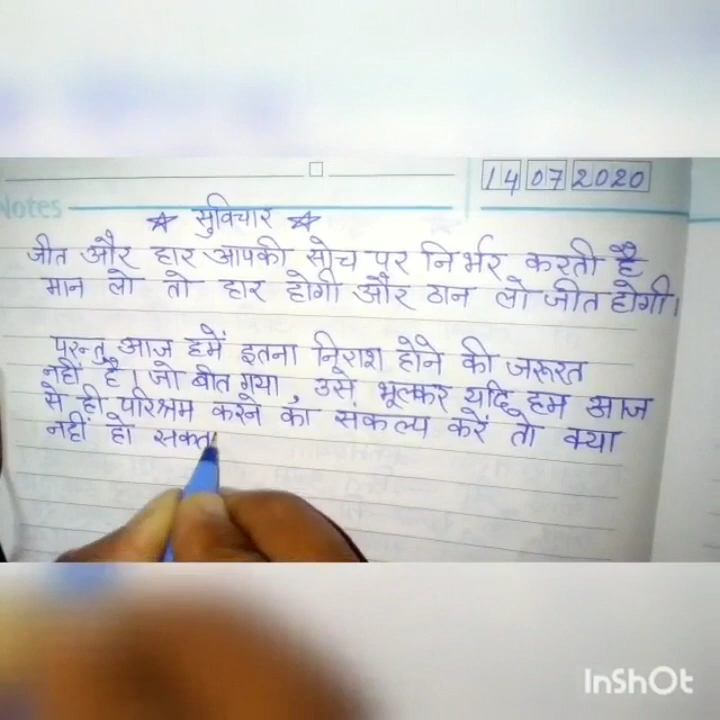 14 07 2020
Notes
☆ सुविचार ☆
जीत और हार आपकी सोच पर निर्भर करती है
मान लो तो हार होगी और ठान लो जीत होगी।
परन्तु आज हमें इतना निराश होने की जरूरत
नहीं है। जो बीत गया, उसे भूलकर यदि हम आज
से ही परिश्रम करने का संकल्प करें तो क्या
नहीं हो सकता
InShOt